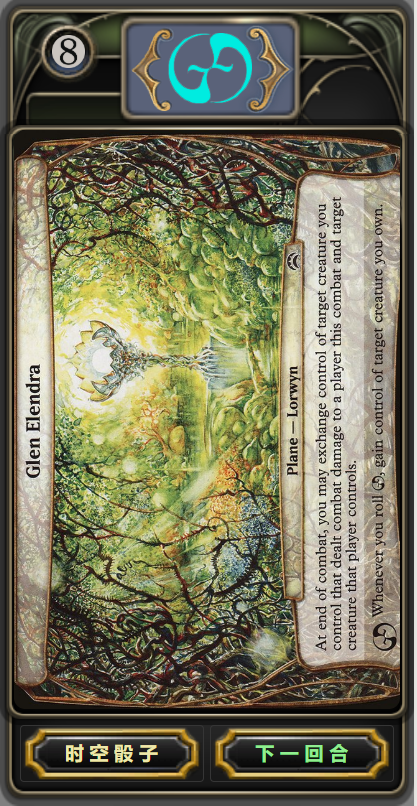 8
Glen Elendra
Plane — Lorwyn
At end of combat, you may exchange control of target creature you
control that dealt combat damage to a player this combat and target
creature that player controls.
Whenever you roll , gain control of target creature you own.
时空骰子
下一回合